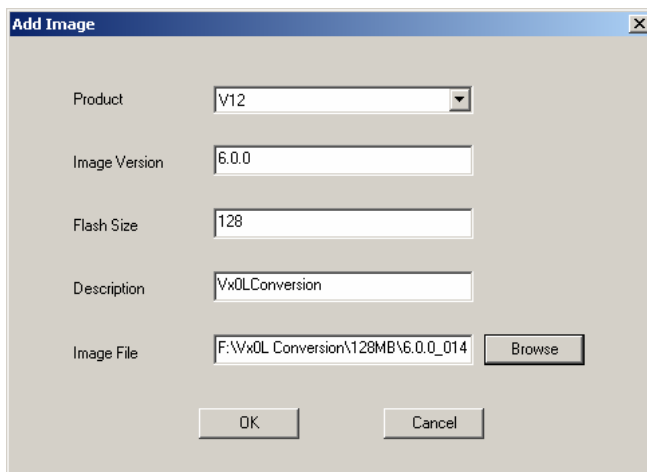 Add Image
Product V12
Image Version 6.0.0
Flash Size 128
Description Vx0LConversion
Image File F:\Vx0L Conversion\128MB\6.0.0_014 Browse
OK Cancel